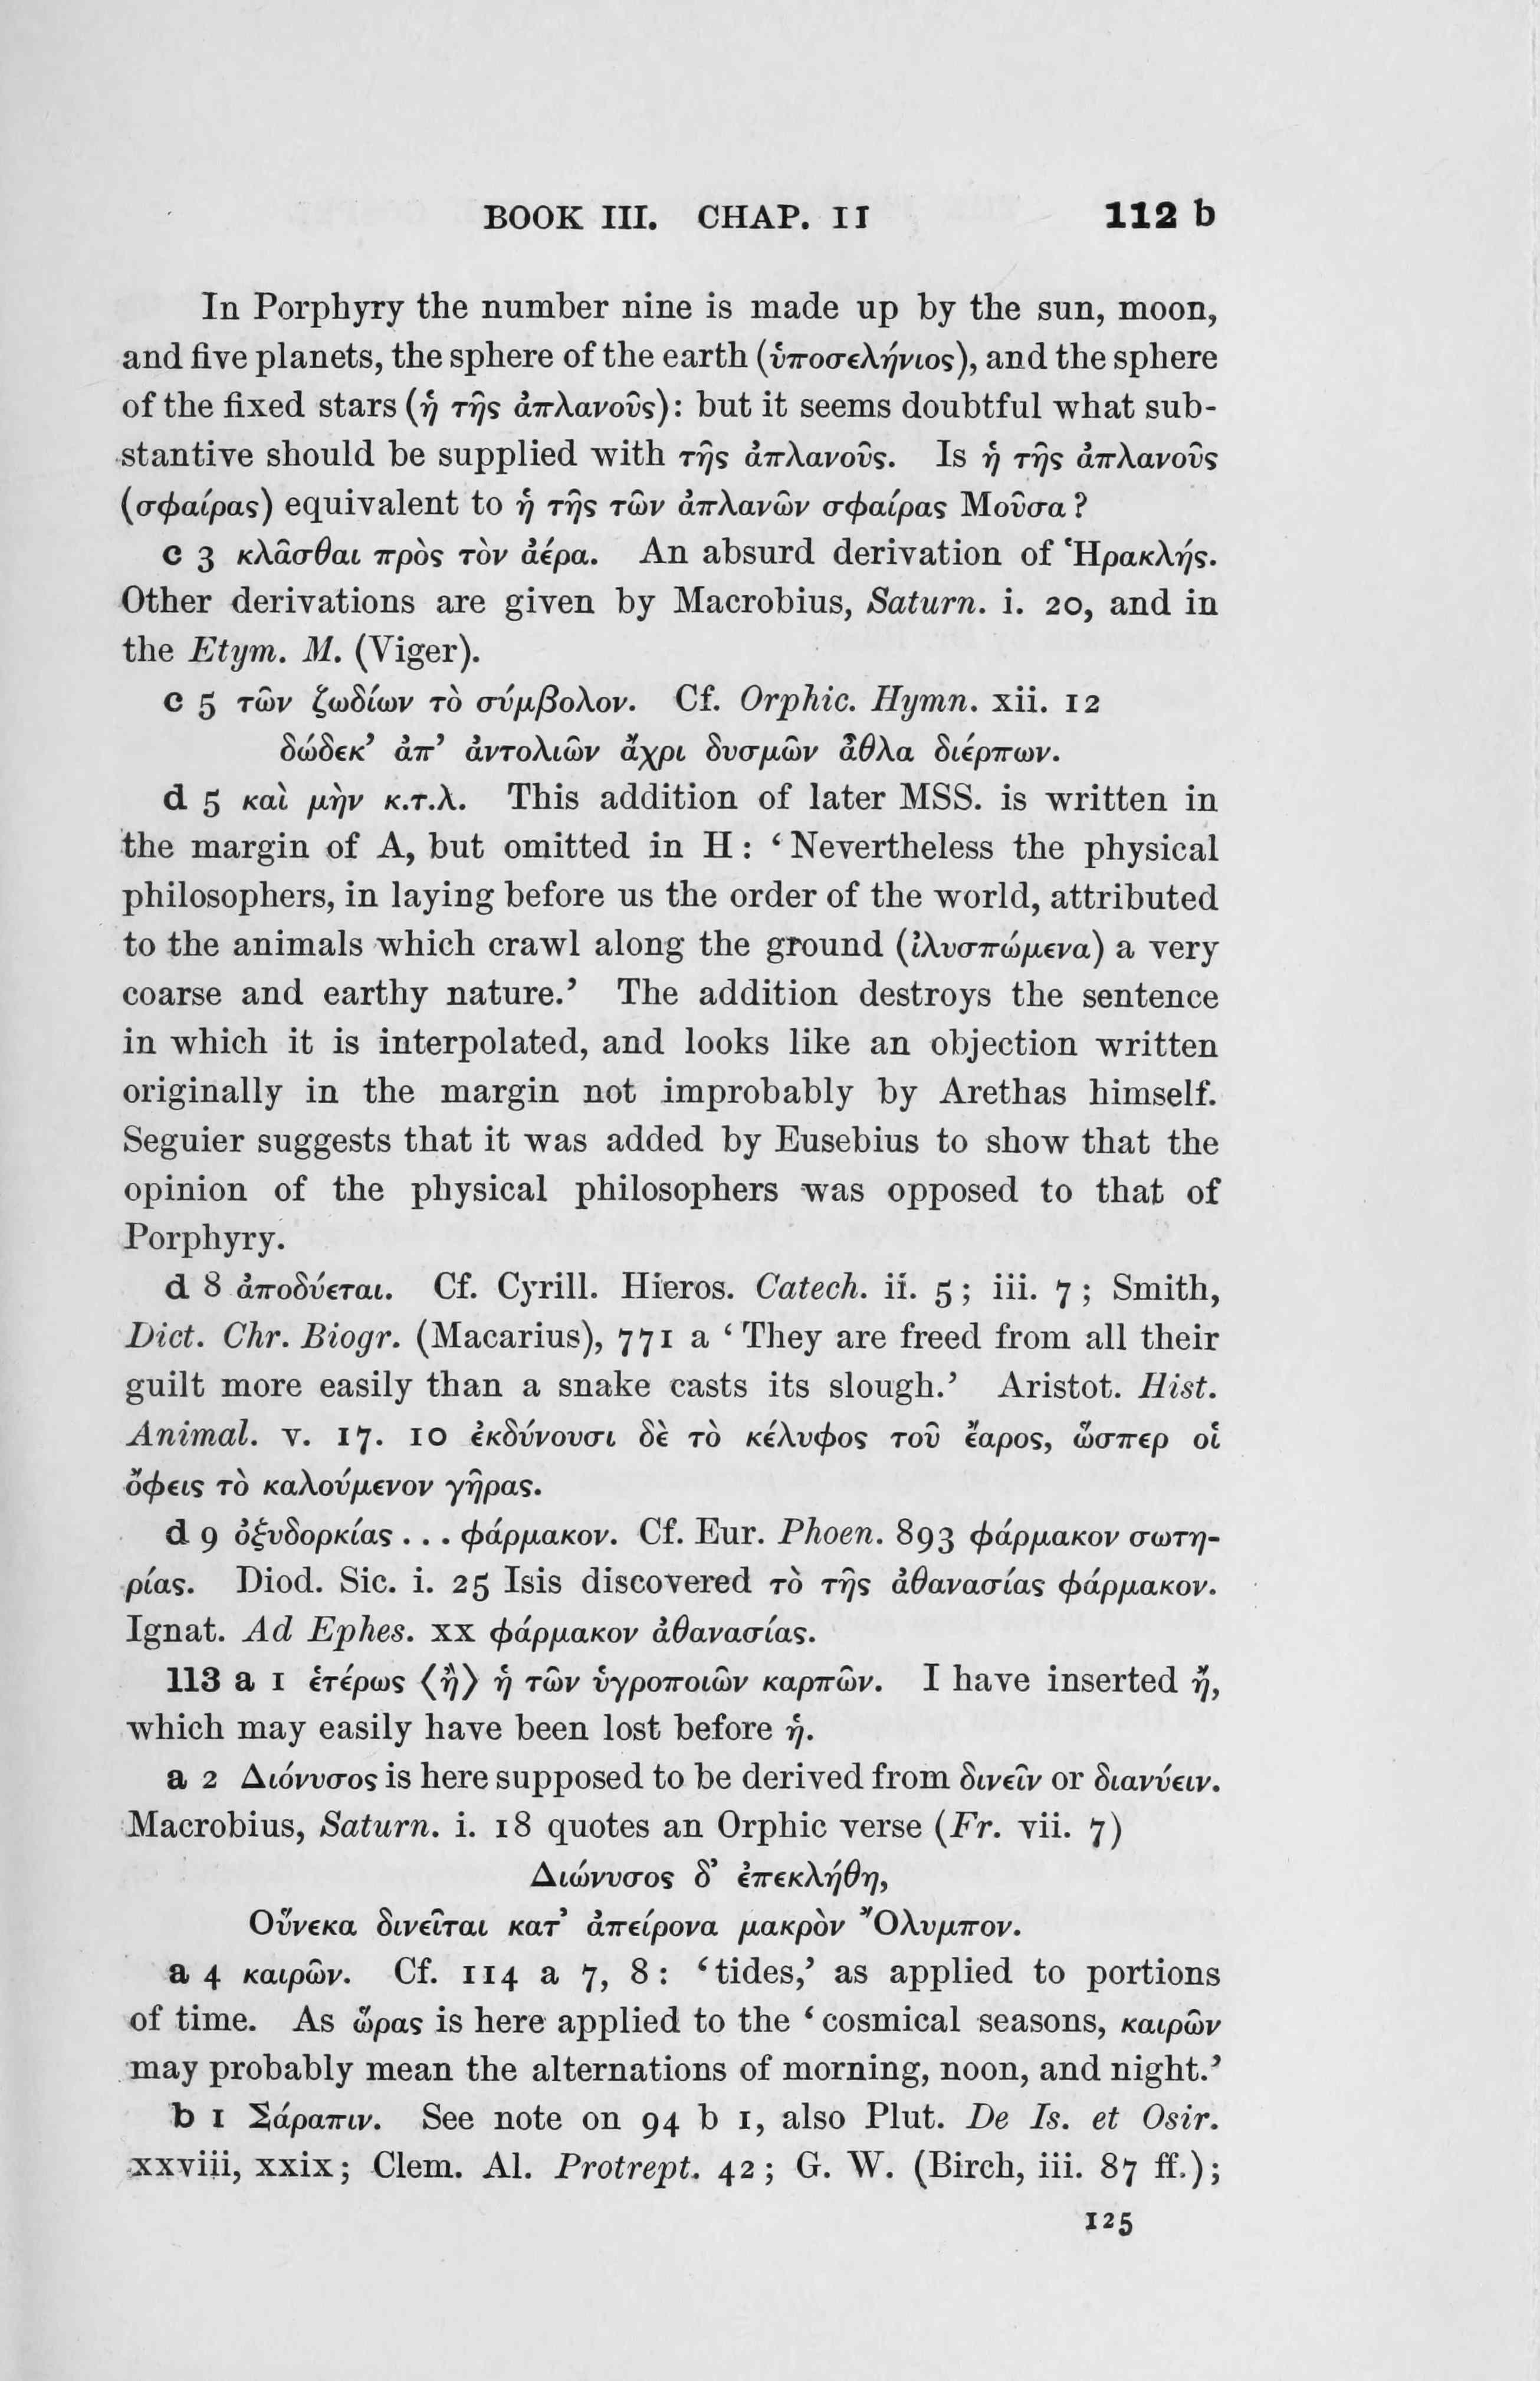 BOOK III. CHAP. 11 112 b
In Porphyry the number nine is made up by the sun, moon,
and five planets, the sphere of the earth (ὑποσελήνιος), and the sphere
of the fixed stars (ἡ τῆς ἀπλανοῦς): but it seems doubtful what sub-
stantive should be supplied with τῆς ἀπλανοῦς. Is ἡ τῆς ἀπλανοῦς
(σφαίρας) equivalent to ἡ τῆς τῶν ἀπλανῶν σφαίρας Μοῦσα?
c 3 κλᾶσθαι πρὸς τὸν ἀέρα. An absurd derivation of Ἡρακλῆς.
Other derivations are given by Macrobius, Saturn. i. 20, and in
the Etym. M. (Viger).
c 5 τῶν ζωδίων τὸ σύμβολον. Cf. Orphic. Hymn. xii. 12
δώδεκ’ ἀπ’ ἀντολιῶν ἄχρι δυσμῶν ἆθλα διέρπων.
d 5 καὶ μὴν κ.τ.λ. This addition of later MSS. is written in
the margin of A, but omitted in H: ‘Nevertheless the physical
philosophers, in laying before us the order of the world, attributed
to the animals which crawl along the ground (ἰλυσπώμενα) a very
coarse and earthy nature.’ The addition destroys the sentence
in which it is interpolated, and looks like an objection written
originally in the margin not improbably by Arethas himself.
Seguier suggests that it was added by Eusebius to show that the
opinion of the physical philosophers was opposed to that of
Porphyry.
d 8 ἀποδύεται. Cf. Cyrill. Hieros. Catech. ii. 5; iii. 7; Smith,
Dict. Chr. Biogr. (Macarius), 771 a ‘They are freed from all their
guilt more easily than a snake casts its slough.’ Aristot. Hist.
Animal. v. 17. 10 ἐκδύνουσι δὲ τὸ κέλυφος τοῦ ἔαρος, ὥσπερ οἱ
ὄφεις τὸ καλούμενον γῆρας.
d 9 ὀξυδορκίας . . . φάρμακον. Cf. Eur. Phoen. 893 φάρμακον σωτη-
ρίας. Diod. Sic. i. 25 Isis discovered τὸ τῆς ἀθανασίας φάρμακον.
Ignat. Ad Ephes. xx φάρμακον ἀθανασίας.
113 a 1 ἑτέρως ⟨ἢ⟩ ἡ τῶν ὑγροποιῶν καρπῶν. I have inserted ἤ,
which may easily have been lost before ἡ.
a 2 Διόνυσος is here supposed to be derived from δινεῖν or διανύειν.
Macrobius, Saturn. i. 18 quotes an Orphic verse (Fr. vii. 7)
Διώνυσος δ’ ἐπεκλήθη,
Οὕνεκα δινεῖται κατ’ ἀπείρονα μακρὸν Ὄλυμπον.
a 4 καιρῶν. Cf. 114 a 7, 8: ‘tides,’ as applied to portions
of time. As ὥρας is here applied to the ‘cosmical seasons, καιρῶν
may probably mean the alternations of morning, noon, and night.’
b 1 Σάραπιν. See note on 94 b 1, also Plut. De Is. et Osir.
xxviii, xxix; Clem. Al. Protrept. 42; G. W. (Birch, iii. 87 ff.);
125